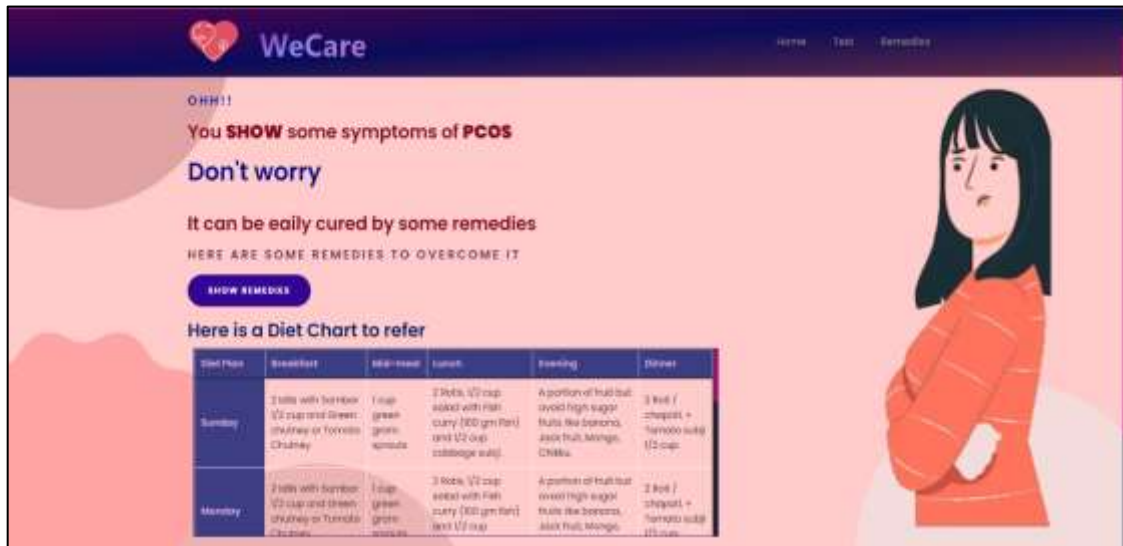 WeCare
Home Test Remedies
OHH!!
You SHOW some symptoms of PCOS
Don't worry
It can be eaily cured by some remedies
HERE ARE SOME REMEDIES TO OVERCOME IT
SHOW REMEDIES
Here is a Diet Chart to refer
Diet Plan Breakfast Mid-meal Lunch Evening Dinner
Sunday
2 Idlis with Sambar
1/2 cup and Green
chutney or Tomato
Chutney
1 cup
green
gram
sprouts
2 Rotis, 1/2 cup
salad with Fish
curry (100 gm fish)
and 1/2 cup
cabbage subji.
A portion of fruit but
avoid high sugar
fruits like banana,
Jack fruit, Mango,
Chikku.
2 Roti /
chapati. +
Tomato subji
1/2 cup.
Monday
2 Idlis with Sambar
1/2 cup and Green
chutney or Tomato
Chutney
1 cup
green
gram
sprouts
2 Rotis, 1/2 cup
salad with Fish
curry (100 gm fish)
and 1/2 cup
A portion of fruit but
avoid high sugar
fruits like banana,
Jack fruit, Mango,
2 Roti /
chapati. +
Tomato subji
1/2 cup.